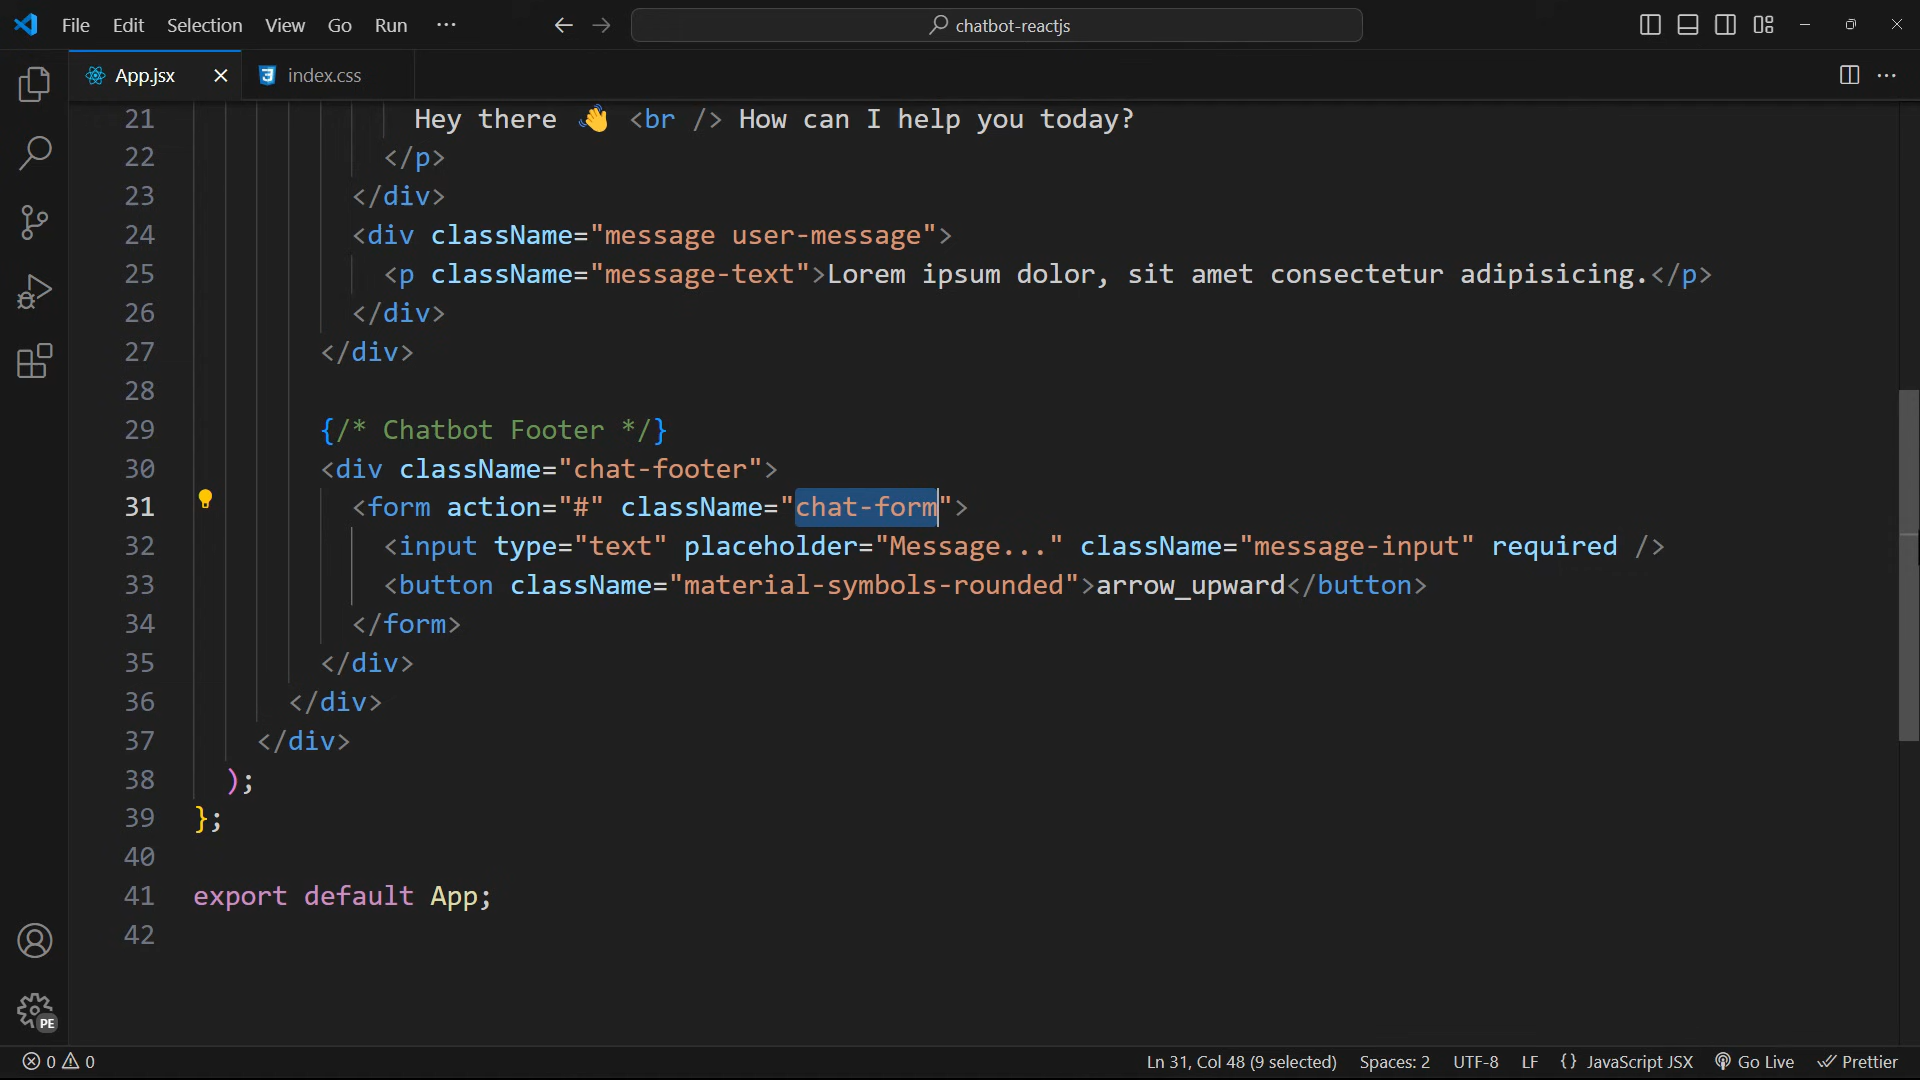 File Edit Selection View Go Run ··· chatbot-reactjs
App.jsx index.css
21 Hey there 👋 <br /> How can I help you today?
22 </p>
23 </div>
24 <div className="message user-message">
25 <p className="message-text">Lorem ipsum dolor, sit amet consectetur adipisicing.</p>
26 </div>
27 </div>
28
29 {/* Chatbot Footer */}
30 <div className="chat-footer">
31 <form action="#" className="chat-form">
32 <input type="text" placeholder="Message..." className="message-input" required />
33 <button className="material-symbols-rounded">arrow_upward</button>
34 </form>
35 </div>
36 </div>
37 </div>
38 );
39 };
40
41 export default App;
42
PE
0 0 Ln 31, Col 48 (9 selected) Spaces: 2 UTF-8 LF {} JavaScript JSX Go Live Prettier